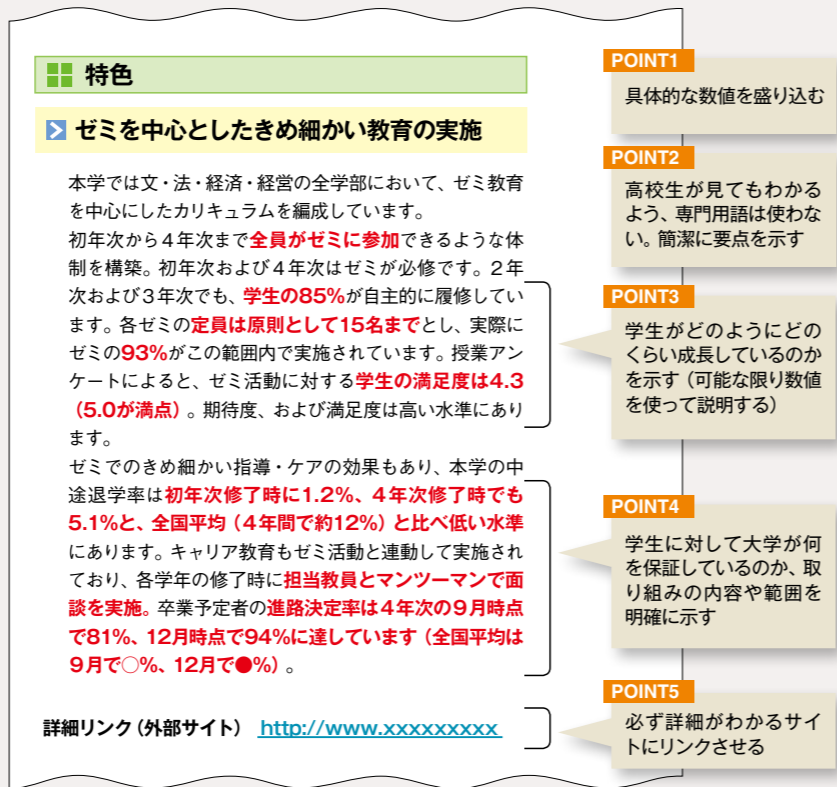 特色
ゼミを中心としたきめ細かい教育の実施
本学では文・法・経済・経営の全学部において、ゼミ教育
を中心にしたカリキュラムを編成しています。
初年次から4年次まで全員がゼミに参加できるような体
制を構築。初年次および4年次はゼミが必修です。2年
次および3年次でも、学生の85%が自主的に履修してい
ます。各ゼミの定員は原則として15名までとし、実際に
ゼミの93%がこの範囲内で実施されています。授業アン
ケートによると、ゼミ活動に対する学生の満足度は4.3
(5.0が満点)。期待度、および満足度は高い水準にあり
ます。
ゼミでのきめ細かい指導・ケアの効果もあり、本学の中
途退学率は初年次修了時に1.2%、4年次修了時でも
5.1%と、全国平均(4年間で約12%)と比べ低い水準
にあります。キャリア教育もゼミ活動と連動して実施され
ており、各学年の修了時に担当教員とマンツーマンで面
談を実施。卒業予定者の進路決定率は4年次の9月時点
で81%、12月時点で94%に達しています(全国平均は
9月で○%、12月で●%)。
詳細リンク(外部サイト) http://www.xxxxxxxxx
POINT1
具体的な数値を盛り込む
POINT2
高校生が見てもわかる
よう、専門用語は使わな
い。簡潔に要点を示す
POINT3
学生がどのようにどの
くらい成長しているのか
を示す(可能な限り数値
を使って説明する)
POINT4
学生に対して大学が何
を保証しているのか、取
り組みの内容や範囲を
明確に示す
POINT5
必ず詳細がわかるサイ
トにリンクさせる